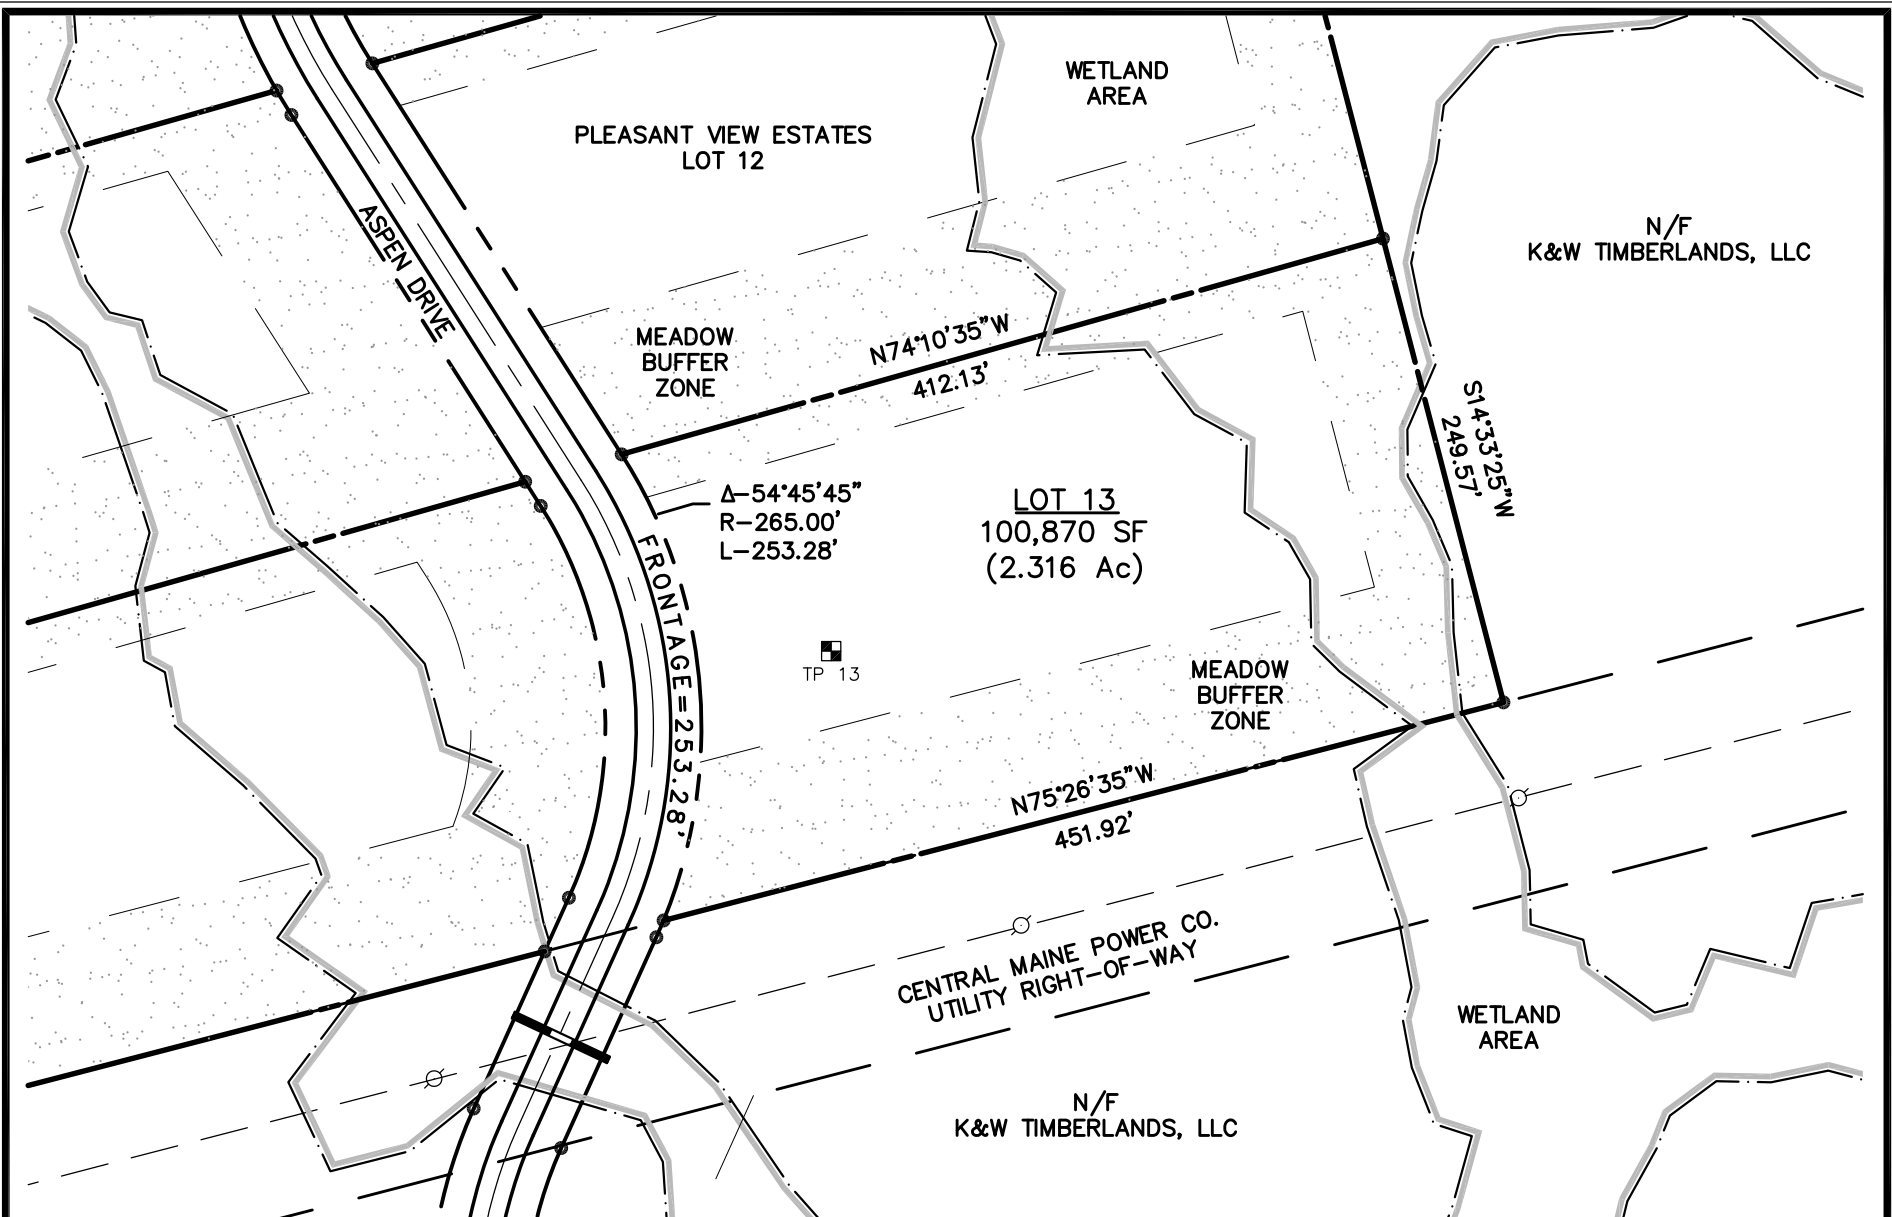 WETLAND
AREA
PLEASANT VIEW ESTATES
LOT 12
ASPEN DRIVE
N/F
K&W TIMBERLANDS, LLC
MEADOW
BUFFER
ZONE
N74°10'35"W
412.13'
S14°33'25"W
249.57'
Δ-54°45'45"
R-265.00'
L-253.28'
LOT 13
100,870 SF
(2.316 Ac)
FRONTAGE=253.28'
TP 13
MEADOW
BUFFER
ZONE
N75°26'35"W
451.92'
CENTRAL MAINE POWER CO.
UTILITY RIGHT-OF-WAY
WETLAND
AREA
N/F
K&W TIMBERLANDS, LLC